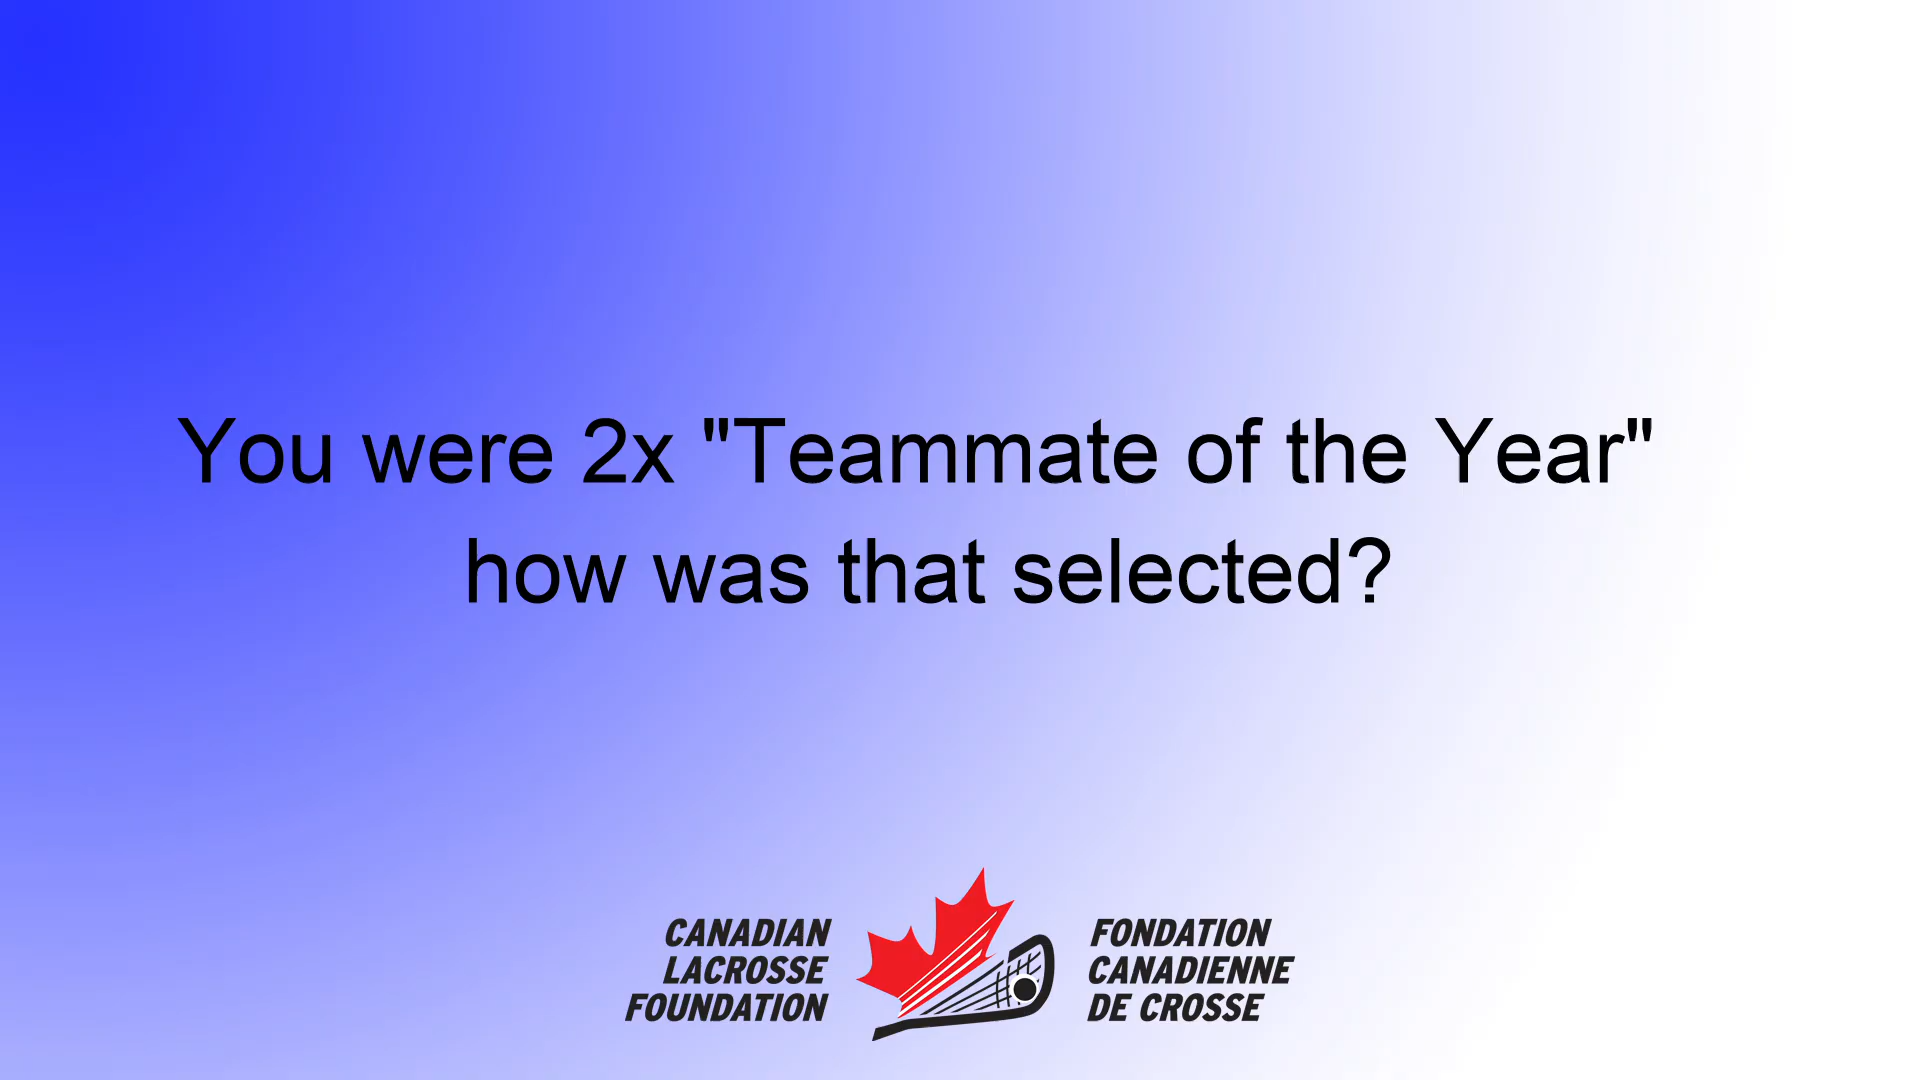 You were 2x "Teammate of the Year"
how was that selected?
CANADIAN
LACROSSE
FOUNDATION
FONDATION
CANADIENNE
DE CROSSE